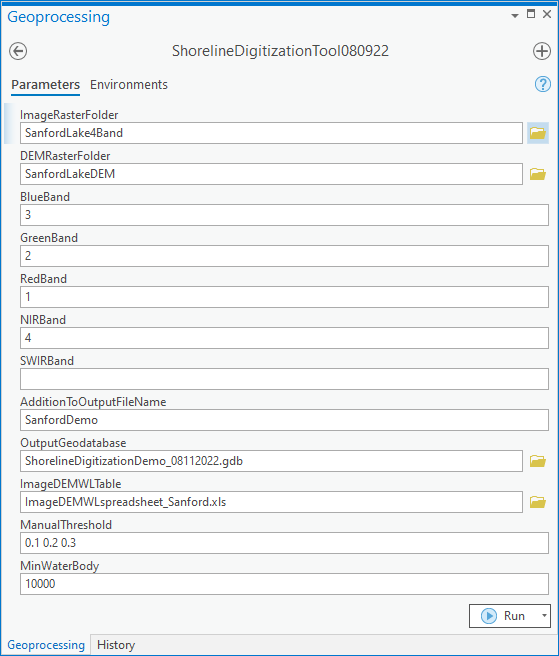 Geoprocessing
ShorelineDigitizationTool080922
Parameters Environments
?
ImageRasterFolder
SanfordLake4Band
DEMRasterFolder
SanfordLakeDEM
BlueBand
3
GreenBand
2
RedBand
1
NIRBand
4
SWIRBand
AdditionToOutputFileName
SanfordDemo
OutputGeodatabase
ShorelineDigitizationDemo_08112022.gdb
ImageDEMWLTable
ImageDEMWLspreadsheet_Sanford.xls
ManualThreshold
0.1 0.2 0.3
MinWaterBody
10000
Run
Geoprocessing History